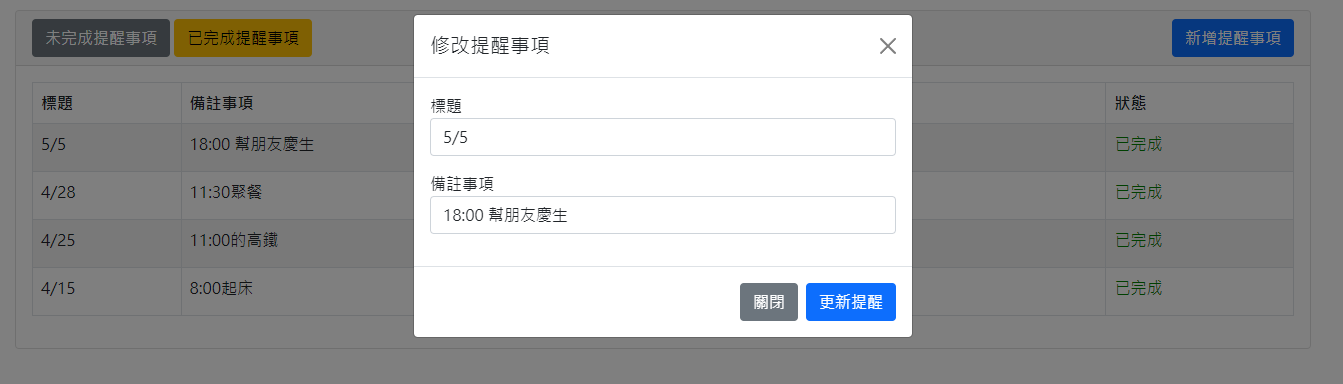 未完成提醒事項 已完成提醒事項 新增提醒事項
標題 備註事項 狀態
5/5 18:00 幫朋友慶生 已完成
4/28 11:30聚餐 已完成
4/25 11:00的高鐵 已完成
4/15 8:00起床 已完成
修改提醒事項
標題
5/5
備註事項
18:00 幫朋友慶生
關閉 更新提醒